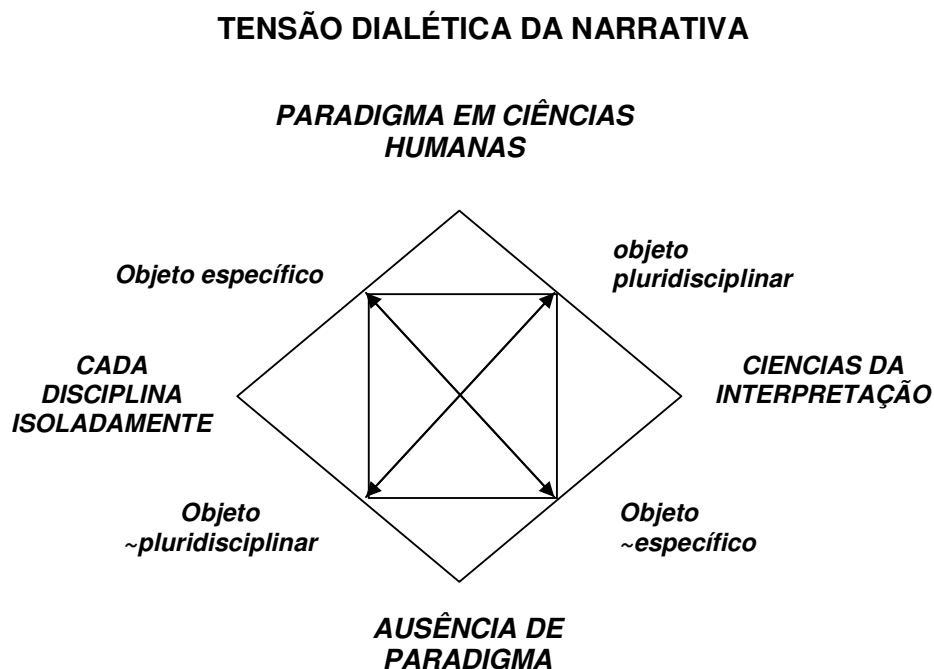 TENSÃO DIALÉTICA DA NARRATIVA
PARADIGMA EM CIÊNCIAS
HUMANAS
Objeto específico
objeto
pluridisciplinar
CADA
DISCIPLINA
ISOLADAMENTE
CIENCIAS DA
INTERPRETAÇÃO
Objeto
~pluridisciplinar
Objeto
~específico
AUSÊNCIA DE
PARADIGMA